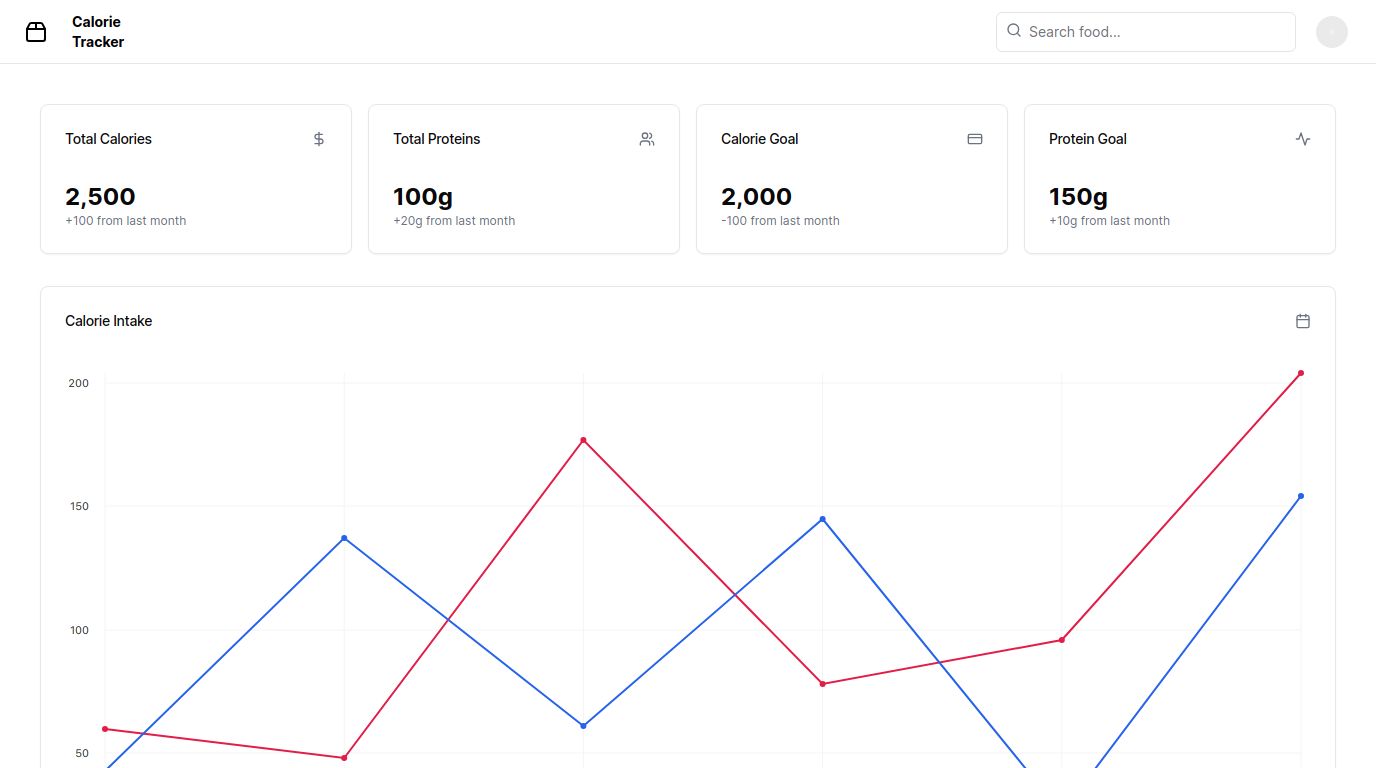 Calorie
Tracker
Search food...
Total Calories
2,500
+100 from last month
Total Proteins
100g
+20g from last month
Calorie Goal
2,000
-100 from last month
Protein Goal
150g
+10g from last month
Calorie Intake
200
150
100
50